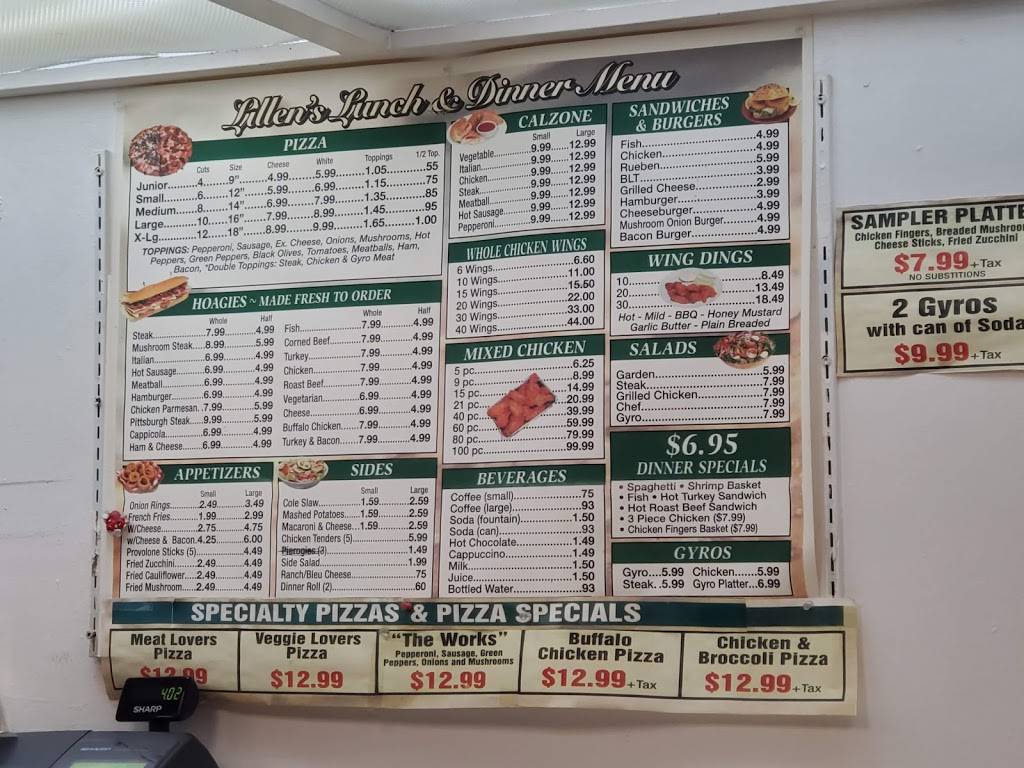 Lillen's Lunch & Dinner Menu
PIZZA
Cuts Size Cheese White Toppings 1/2 Top.
Junior.......4.....9"....4.99......5.99.......1.05.......55
Small........6.....12"...5.99......6.99.......1.15.......75
Medium.......8.....14"...6.99......7.99.......1.35.......85
Large........10....16"...7.99......8.99.......1.45.......95
X-Lg.........12....18"...8.99......9.99.......1.65.......1.00
TOPPINGS: Pepperoni, Sausage, Ex. Cheese, Onions, Mushrooms, Hot
Peppers, Green Peppers, Black Olives, Tomatoes, Meatballs, Ham,
Bacon, *Double Toppings: Steak, Chicken & Gyro Meat
HOAGIES ~ MADE FRESH TO ORDER
Whole Half
Steak..........7.99.........4.99
Mushroom Steak....8.99.........5.99
Italian..........6.99.........4.99
Hot Sausage..........6.99.........4.99
Meatball..........6.99.........4.99
Hamburger..........6.99.........4.99
Chicken Parmesan..7.99.........5.99
Pittsburgh Steak....9.99.........5.99
Cappicola..........6.99.........4.99
Ham & Cheese......6.99.........4.99
Whole Half
Fish..........7.99.........4.99
Corned Beef..........7.99.........4.99
Turkey..........7.99.........4.99
Chicken..........7.99.........4.99
Roast Beef..........7.99.........4.99
Vegetarian..........6.99.........4.99
Cheese..........6.99.........4.99
Buffalo Chicken......7.99.........4.99
Turkey & Bacon......7.99.........4.99
APPETIZERS
Small Large
Onion Rings..........2.49.........3.49
French Fries..........1.99.........2.99
w/Cheese..........2.75.........4.75
w/Cheese & Bacon.4.25.........6.00
Provolone Sticks (5)...................4.49
Fried Zucchini........2.49.........4.49
Fried Cauliflower....2.49.........4.49
Fried Mushroom....2.49.........4.49
SIDES
Small Large
Cole Slaw..........1.59.........2.59
Mashed Potatoes....1.59.........2.59
Macaroni & Cheese..1.59.........2.59
Chicken Tenders (5)...................5.99
Pierogies (3)...................1.49
Side Salad...................1.99
Ranch/Bleu Cheese...................75
Dinner Roll (2)...................60
CALZONE
Small Large
Vegetable..........9.99.......12.99
Italian..........9.99.......12.99
Chicken..........9.99.......12.99
Steak..........9.99.......12.99
Meatball..........9.99.......12.99
Hot Sausage..........9.99.......12.99
Pepperoni..........9.99.......12.99
WHOLE CHICKEN WINGS
6 Wings..........6.60
10 Wings..........11.00
15 Wings..........15.60
20 Wings..........22.00
30 Wings..........33.00
40 Wings..........44.00
MIXED CHICKEN
5 pc..........6.25
9 pc..........8.99
15 pc..........14.99
21 pc..........20.99
40 pc..........39.99
60 pc..........59.99
80 pc..........79.99
100 pc..........99.99
BEVERAGES
Coffee (small)..........75
Coffee (large)..........93
Soda (fountain)..........1.50
Soda (can)..........93
Hot Chocolate..........1.49
Cappuccino..........1.49
Milk..........1.50
Juice..........1.50
Bottled Water..........93
SANDWICHES
& BURGERS
Fish..........4.99
Chicken..........4.99
Rueben..........5.99
BLT..........3.99
Grilled Cheese..........2.99
Hamburger..........3.99
Cheeseburger..........4.99
Mushroom Onion Burger..........4.99
Bacon Burger..........4.99
WING DINGS
10..........8.49
20..........13.49
30..........18.49
Hot - Mild - BBQ - Honey Mustard
Garlic Butter - Plain Breaded
SALADS
Garden..........5.99
Steak..........7.99
Grilled Chicken..........7.99
Chef..........7.99
Gyro..........7.99
$6.95
DINNER SPECIALS
• Spaghetti • Shrimp Basket
• Fish • Hot Turkey Sandwich
• Hot Roast Beef Sandwich
• 3 Piece Chicken ($7.99)
• Chicken Fingers Basket ($7.99)
GYROS
Gyro....5.99 Chicken.....5.99
Steak..5.99 Gyro Platter...6.99
SPECIALTY PIZZAS & PIZZA SPECIALS
Meat Lovers
Pizza
$12.99
Veggie Lovers
Pizza
$12.99
"The Works"
Pepperoni, Sausage, Green
Peppers, Onions and Mushrooms
$12.99
Buffalo
Chicken Pizza
$12.99+Tax
Chicken &
Broccoli Pizza
$12.99+Tax
SAMPLER PLATTE
Chicken Fingers, Breaded Mushroo
Cheese Sticks, Fried Zucchini
$7.99+Tax
NO SUBSTITIONS
2 Gyros
with can of Soda
$9.99+Tax
4.02
SHARP